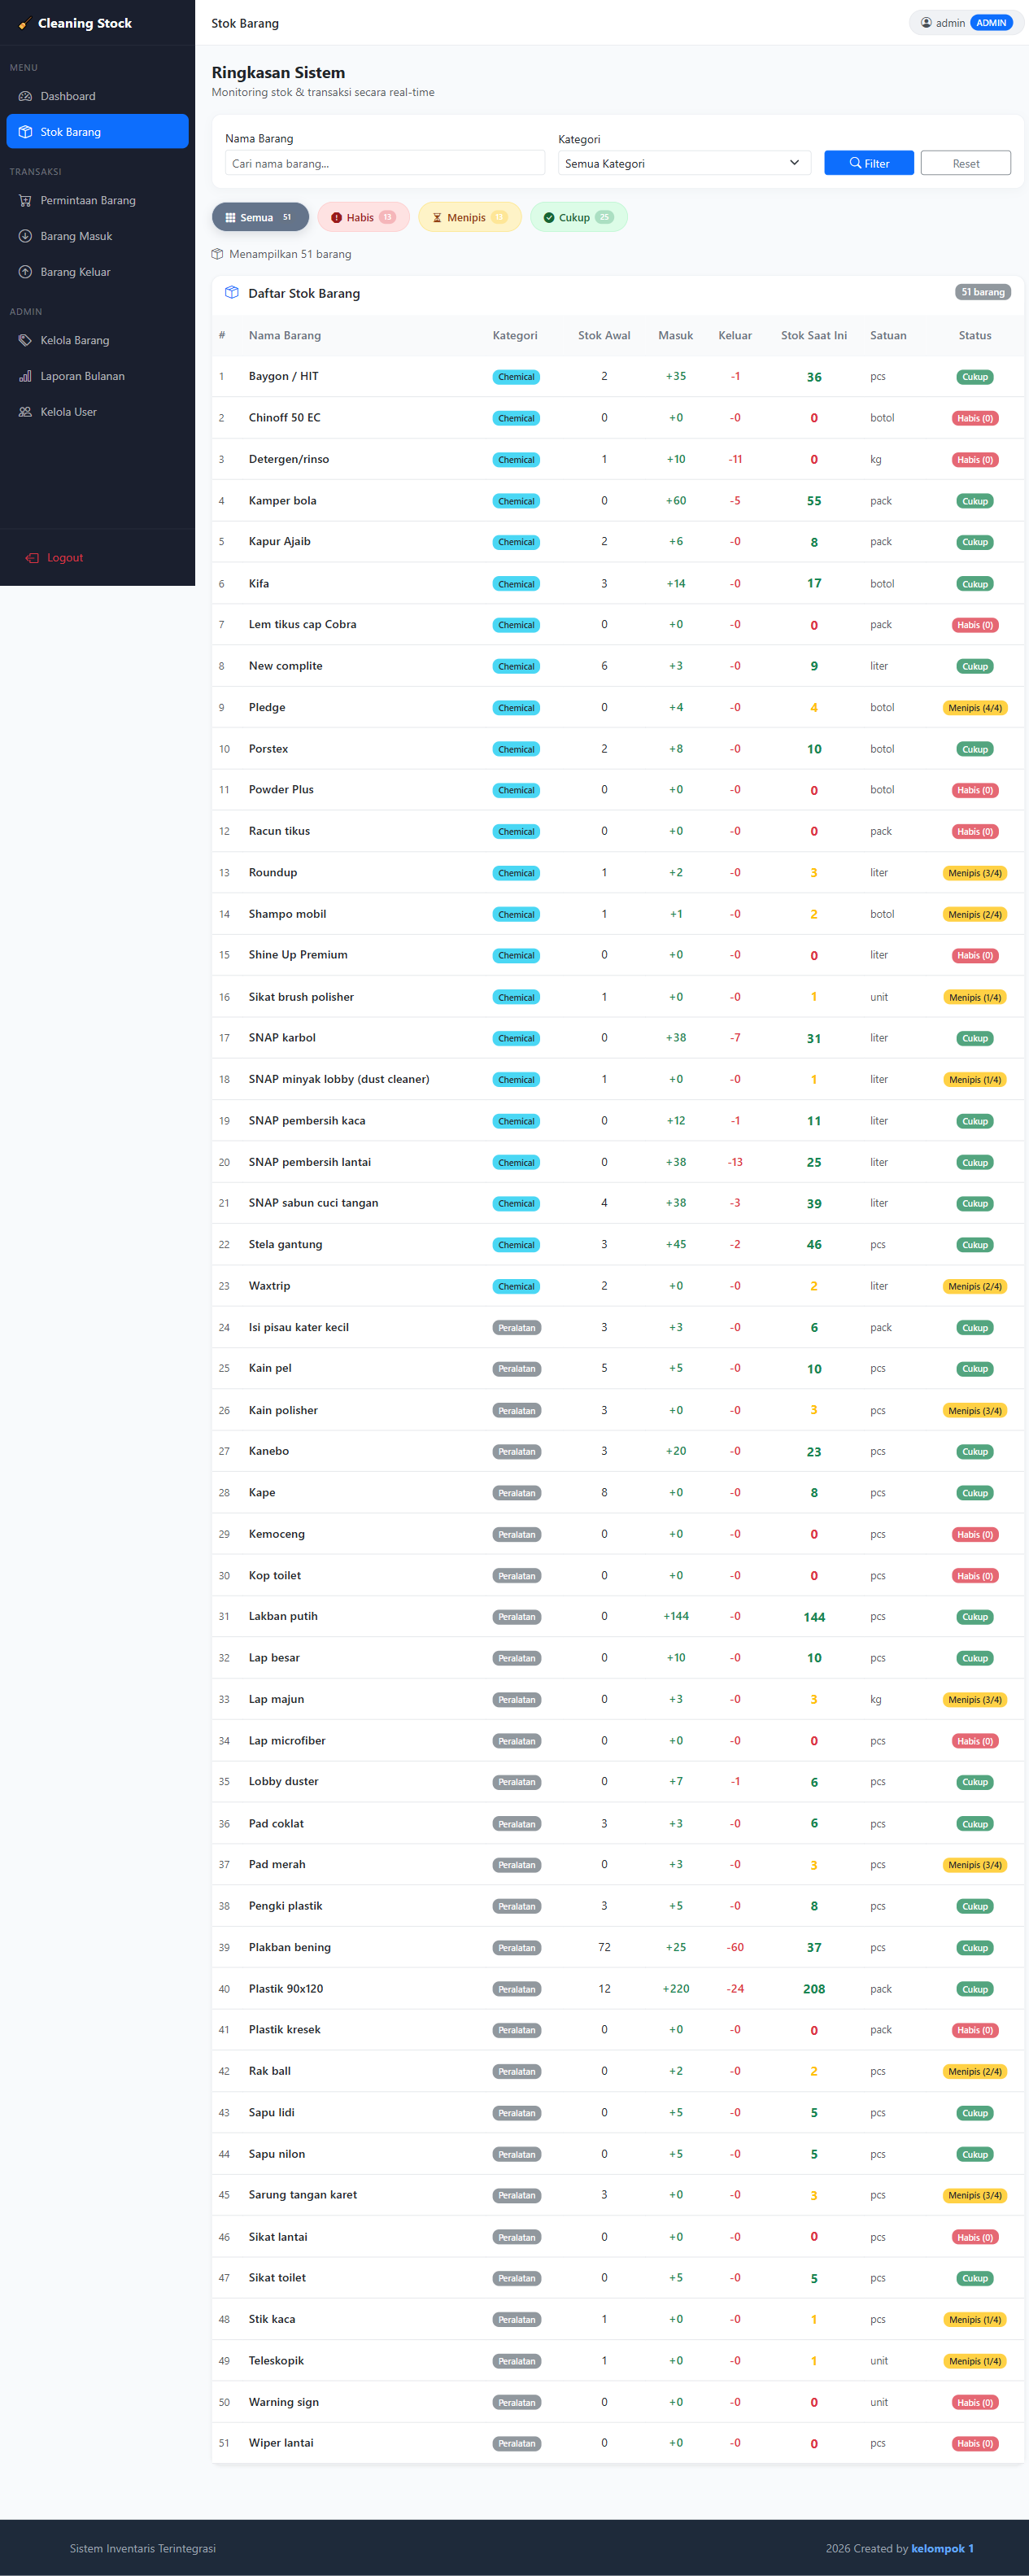 Cleaning Stock
MENU
Dashboard
Stok Barang
TRANSAKSI
Permintaan Barang
Barang Masuk
Barang Keluar
ADMIN
Kelola Barang
Laporan Bulanan
Kelola User
Logout
Stok Barang
admin ADMIN
Ringkasan Sistem
Monitoring stok & transaksi secara real-time
Nama Barang
Cari nama barang...
Kategori
Semua Kategori
Filter
Reset
Semua 51 Habis 13 Menipis 13 Cukup 25
Menampilkan 51 barang
Daftar Stok Barang 51 barang
# Nama Barang Kategori Stok Awal Masuk Keluar Stok Saat Ini Satuan Status
1 Baygon / HIT Chemical 2 +35 -1 36 pcs Cukup
2 Chinoff 50 EC Chemical 0 +0 -0 0 botol Habis (0)
3 Detergen/rinso Chemical 1 +10 -11 0 kg Habis (0)
4 Kamper bola Chemical 0 +60 -5 55 pack Cukup
5 Kapur Ajaib Chemical 2 +6 -0 8 pack Cukup
6 Kifa Chemical 3 +14 -0 17 botol Cukup
7 Lem tikus cap Cobra Chemical 0 +0 -0 0 pack Habis (0)
8 New complite Chemical 6 +3 -0 9 liter Cukup
9 Pledge Chemical 0 +4 -0 4 botol Menipis (4/4)
10 Porstex Chemical 2 +8 -0 10 botol Cukup
11 Powder Plus Chemical 0 +0 -0 0 botol Habis (0)
12 Racun tikus Chemical 0 +0 -0 0 pack Habis (0)
13 Roundup Chemical 1 +2 -0 3 liter Menipis (3/4)
14 Shampo mobil Chemical 1 +1 -0 2 botol Menipis (2/4)
15 Shine Up Premium Chemical 0 +0 -0 0 liter Habis (0)
16 Sikat brush polisher Chemical 1 +0 -0 1 unit Menipis (1/4)
17 SNAP karbol Chemical 0 +38 -7 31 liter Cukup
18 SNAP minyak lobby (dust cleaner) Chemical 1 +0 -0 1 liter Menipis (1/4)
19 SNAP pembersih kaca Chemical 0 +12 -1 11 liter Cukup
20 SNAP pembersih lantai Chemical 0 +38 -13 25 liter Cukup
21 SNAP sabun cuci tangan Chemical 4 +38 -3 39 liter Cukup
22 Stela gantung Chemical 3 +45 -2 46 pcs Cukup
23 Waxtrip Chemical 2 +0 -0 2 liter Menipis (2/4)
24 Isi pisau kater kecil Peralatan 3 +3 -0 6 pack Cukup
25 Kain pel Peralatan 5 +5 -0 10 pcs Cukup
26 Kain polisher Peralatan 3 +0 -0 3 pcs Menipis (3/4)
27 Kanebo Peralatan 3 +20 -0 23 pcs Cukup
28 Kape Peralatan 8 +0 -0 8 pcs Cukup
29 Kemoceng Peralatan 0 +0 -0 0 pcs Habis (0)
30 Kop toilet Peralatan 0 +0 -0 0 pcs Habis (0)
31 Lakban putih Peralatan 0 +144 -0 144 pcs Cukup
32 Lap besar Peralatan 0 +10 -0 10 pcs Cukup
33 Lap majun Peralatan 0 +3 -0 3 kg Menipis (3/4)
34 Lap microfiber Peralatan 0 +0 -0 0 pcs Habis (0)
35 Lobby duster Peralatan 0 +7 -1 6 pcs Cukup
36 Pad coklat Peralatan 3 +3 -0 6 pcs Cukup
37 Pad merah Peralatan 0 +3 -0 3 pcs Menipis (3/4)
38 Pengki plastik Peralatan 3 +5 -0 8 pcs Cukup
39 Plakban bening Peralatan 72 +25 -60 37 pcs Cukup
40 Plastik 90x120 Peralatan 12 +220 -24 208 pack Cukup
41 Plastik kresek Peralatan 0 +0 -0 0 pack Habis (0)
42 Rak ball Peralatan 0 +2 -0 2 pcs Menipis (2/4)
43 Sapu lidi Peralatan 0 +5 -0 5 pcs Cukup
44 Sapu nilon Peralatan 0 +5 -0 5 pcs Cukup
45 Sarung tangan karet Peralatan 3 +0 -0 3 pcs Menipis (3/4)
46 Sikat lantai Peralatan 0 +0 -0 0 pcs Habis (0)
47 Sikat toilet Peralatan 0 +5 -0 5 pcs Cukup
48 Stik kaca Peralatan 1 +0 -0 1 pcs Menipis (1/4)
49 Teleskopik Peralatan 1 +0 -0 1 unit Menipis (1/4)
50 Warning sign Peralatan 0 +0 -0 0 unit Habis (0)
51 Wiper lantai Peralatan 0 +0 -0 0 pcs Habis (0)
Sistem Inventaris Terintegrasi
2026 Created by kelompok 1